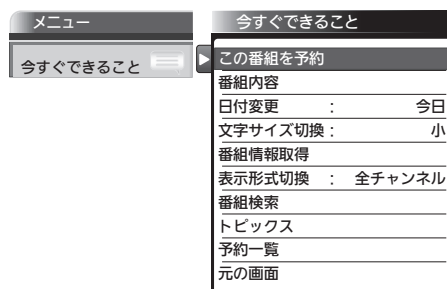 メニュー
今すぐできること
今すぐできること
この番組を予約
番組内容
日付変更 : 今日
文字サイズ切換 : 小
番組情報取得
表示形式切換 : 全チャンネル
番組検索
トピックス
予約一覧
元の画面